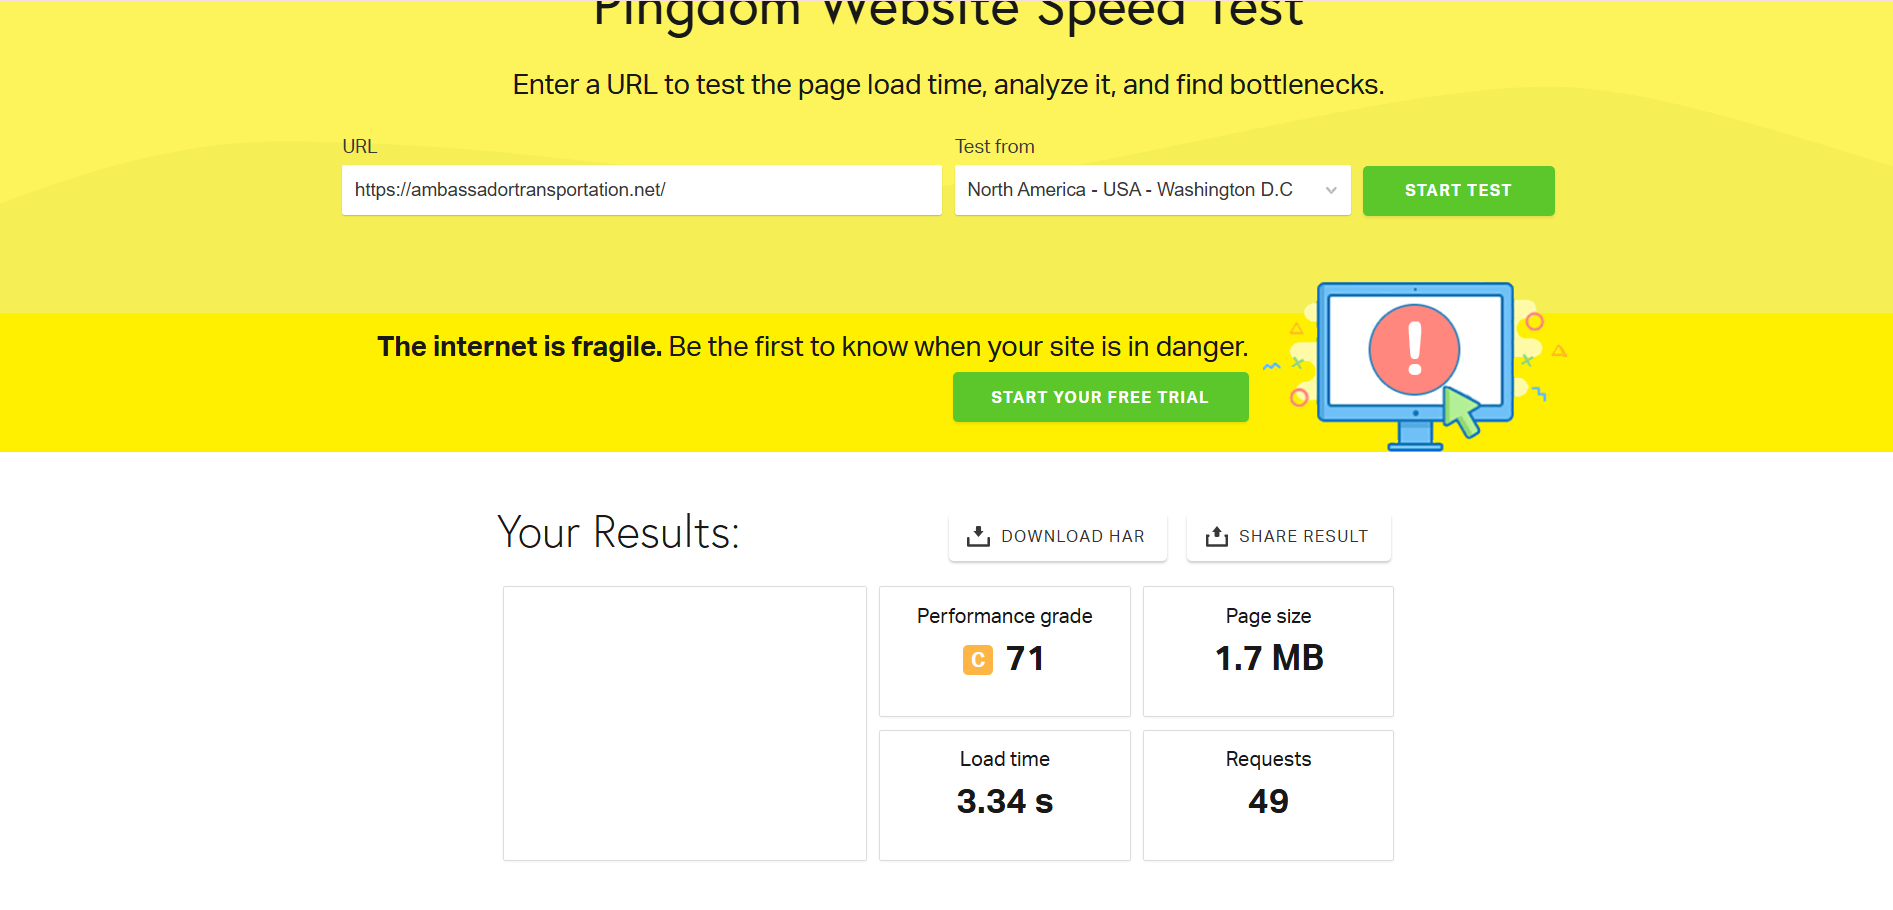 Pingdom Website Speed Test
Enter a URL to test the page load time, analyze it, and find bottlenecks.
URL
Test from
https://ambassadortransportation.net/
North America - USA - Washington D.C
START TEST
The internet is fragile. Be the first to know when your site is in danger.
START YOUR FREE TRIAL
Your Results:
DOWNLOAD HAR
SHARE RESULT
Performance grade
C 71
Page size
1.7 MB
Load time
3.34 s
Requests
49